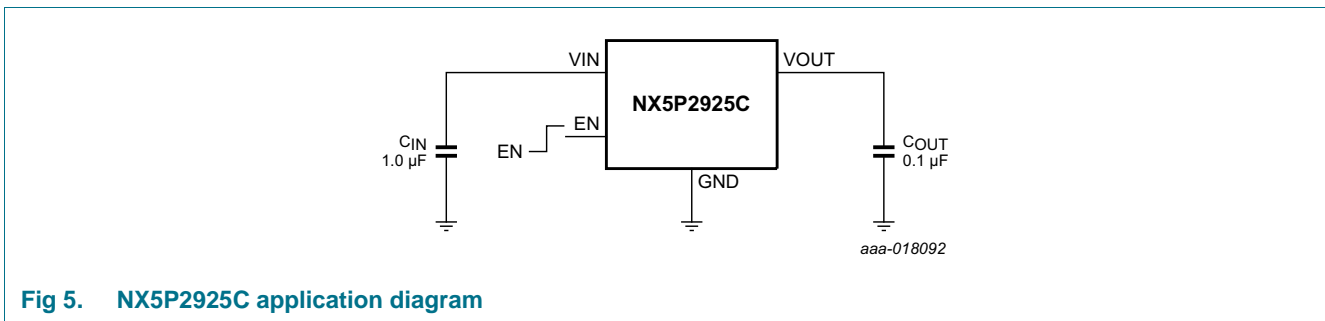 VIN
VOUT
NX5P2925C
EN
EN
CIN
1.0 µF
COUT
0.1 µF
GND
aaa-018092
Fig 5. NX5P2925C application diagram